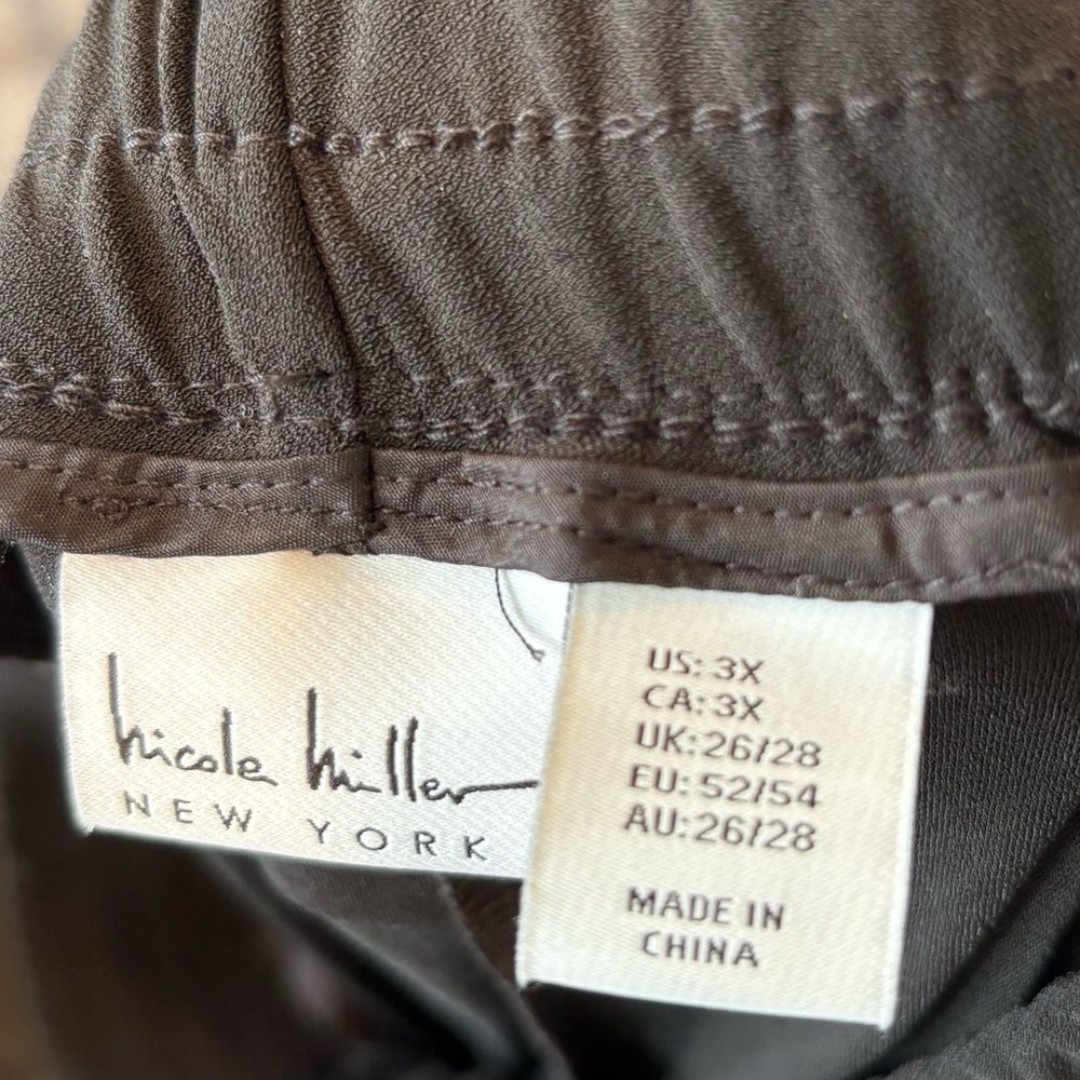 nicole miller
NEW YORK
US: 3X
CA: 3X
UK: 26/28
EU: 52/54
AU: 26/28
MADE IN
CHINA